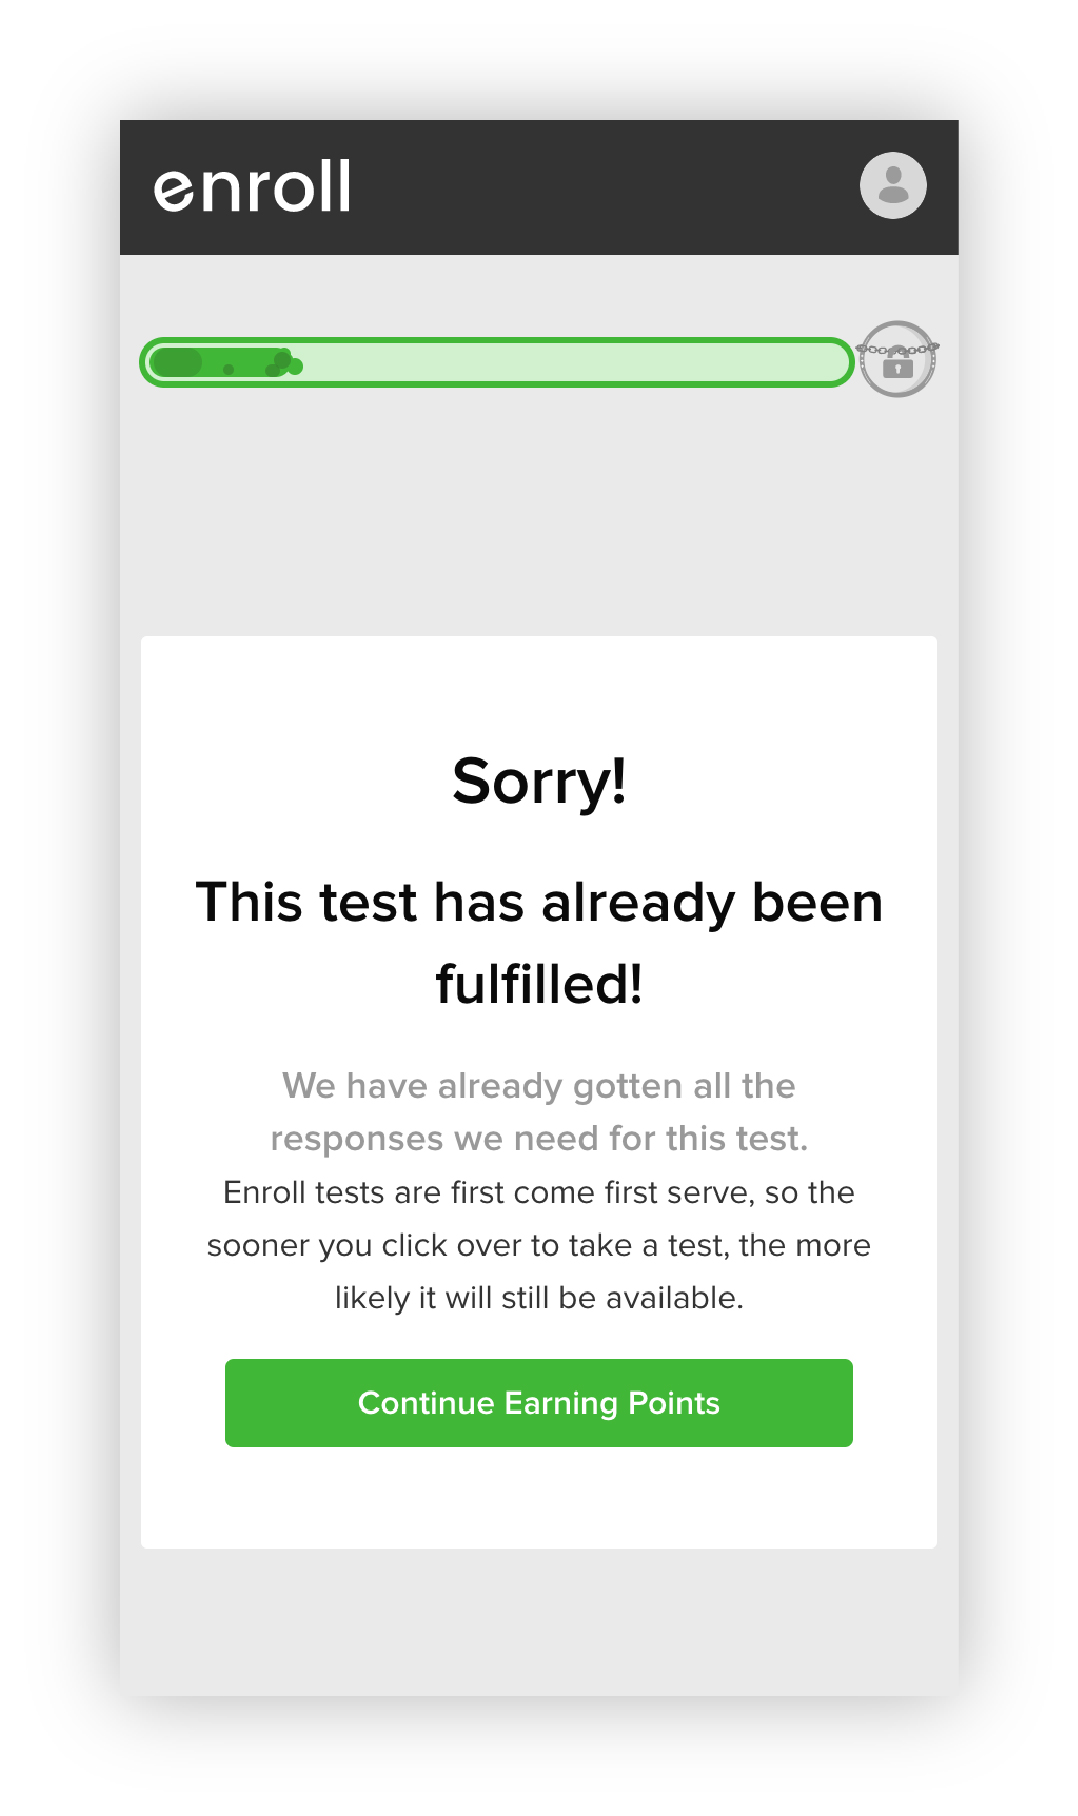 enroll
Sorry!
This test has already been
fulfilled!
We have already gotten all the
responses we need for this test.
Enroll tests are first come first serve, so the
sooner you click over to take a test, the more
likely it will still be available.
Continue Earning Points